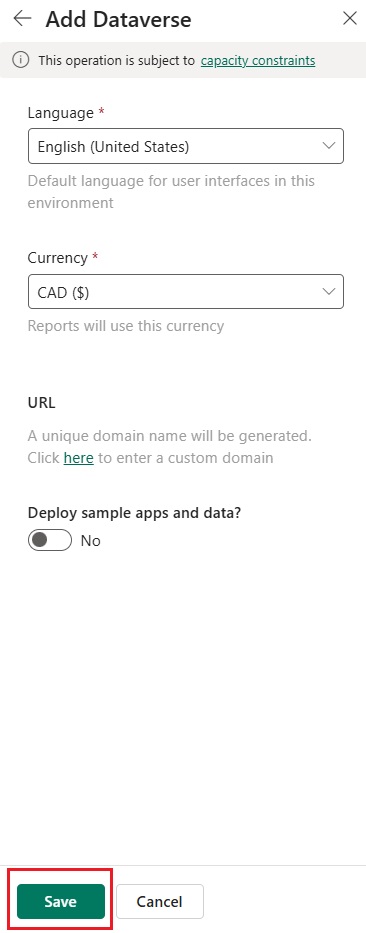 Add Dataverse
This operation is subject to capacity constraints
Language *
English (United States)
Default language for user interfaces in this
environment
Currency *
CAD ($)
Reports will use this currency
URL
A unique domain name will be generated.
Click here to enter a custom domain
Deploy sample apps and data?
No
Save Cancel